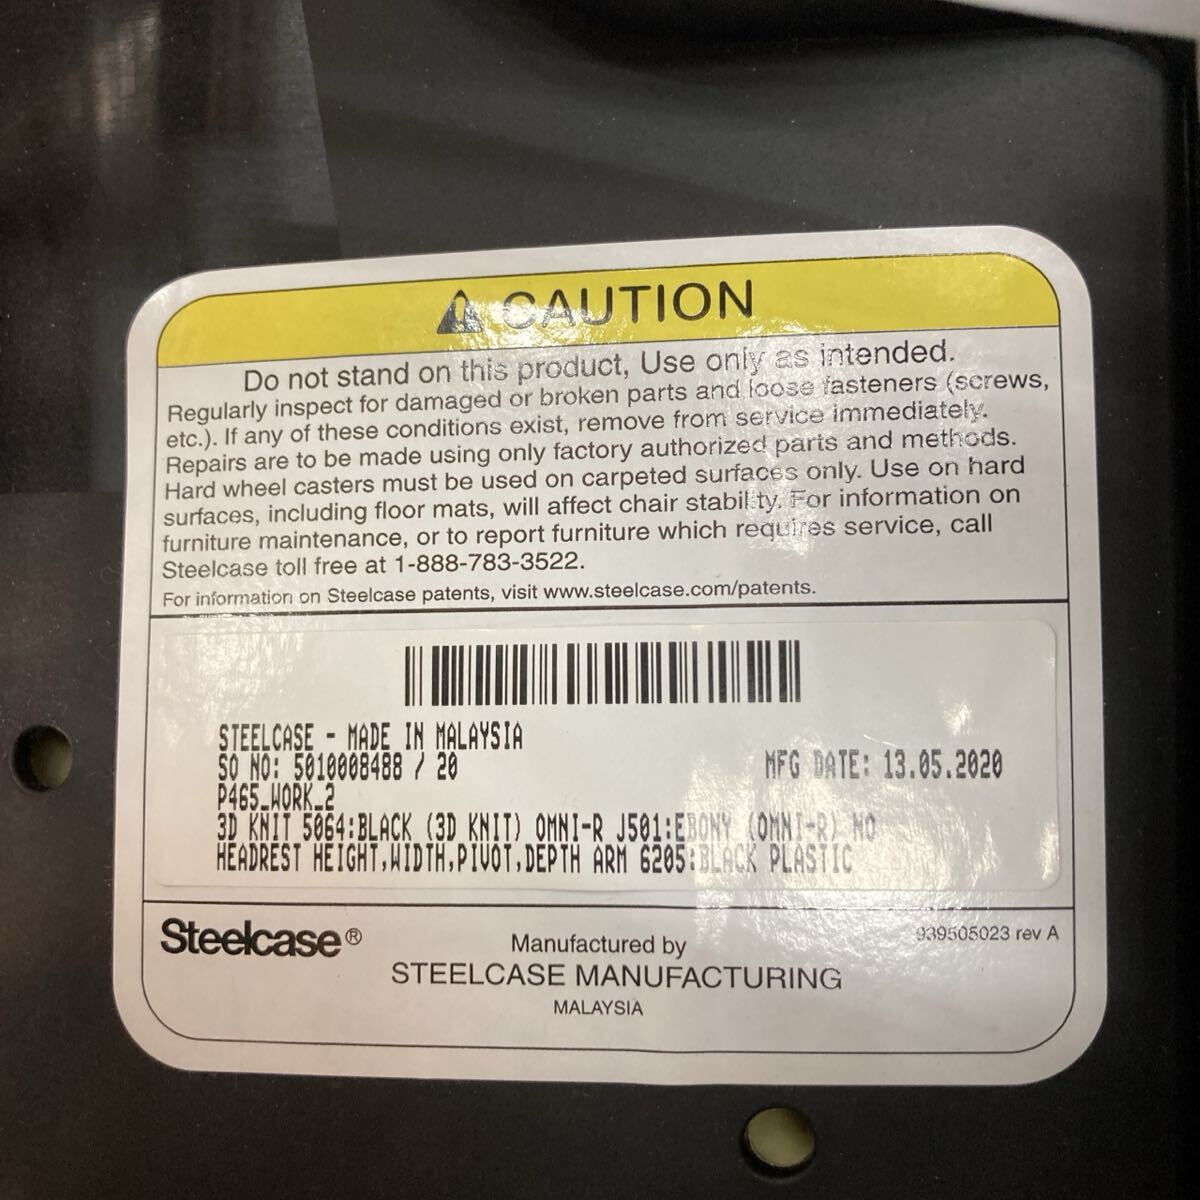 ⚠ CAUTION
Do not stand on this product, Use only as intended.
Regularly inspect for damaged or broken parts and loose fasteners (screws,
etc.). If any of these conditions exist, remove from service immediately.
Repairs are to be made using only factory authorized parts and methods.
Hard wheel casters must be used on carpeted surfaces only. Use on hard
surfaces, including floor mats, will affect chair stability. For information on
furniture maintenance, or to report furniture which requires service, call
Steelcase toll free at 1-888-783-3522.
For information on Steelcase patents, visit www.steelcase.com/patents.
STEELCASE - MADE IN MALAYSIA
SO NO: 5010008488 / 20
MFG DATE: 13.05.2020
P465_WORK_2
3D KNIT 5064:BLACK (3D KNIT) OMNI-R J501:EBONY (OMNI-R) NO
HEADREST HEIGHT,WIDTH,PIVOT,DEPTH ARM 6205:BLACK PLASTIC
Steelcase®
Manufactured by
939505023 rev A
STEELCASE MANUFACTURING
MALAYSIA